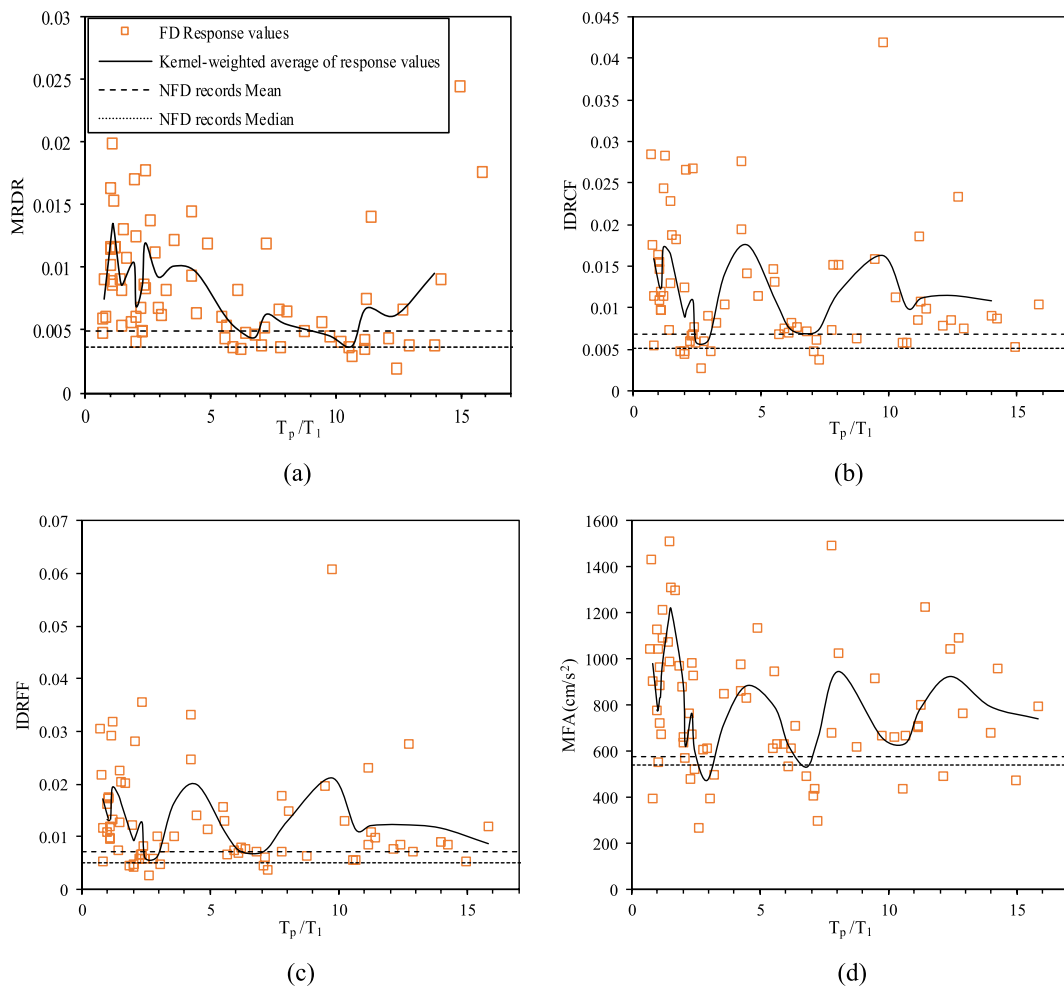 0.03
0.025
0.02
0.015
0.01
0.005
0
MRDR
FD Response values
Kernel-weighted average of response values
NFD records Mean
NFD records Median
0 5 10 15
Tp/T1
(a)
0.045
0.04
0.035
0.03
0.025
0.02
0.015
0.01
0.005
0
IDRCF
0 5 10 15
Tp/T1
(b)
0.07
0.06
0.05
0.04
0.03
0.02
0.01
0
IDRFF
0 5 10 15
Tp/T1
(c)
1600
1400
1200
1000
800
600
400
200
0
MFA(cm/s²)
0 5 10 15
Tp/T1
(d)